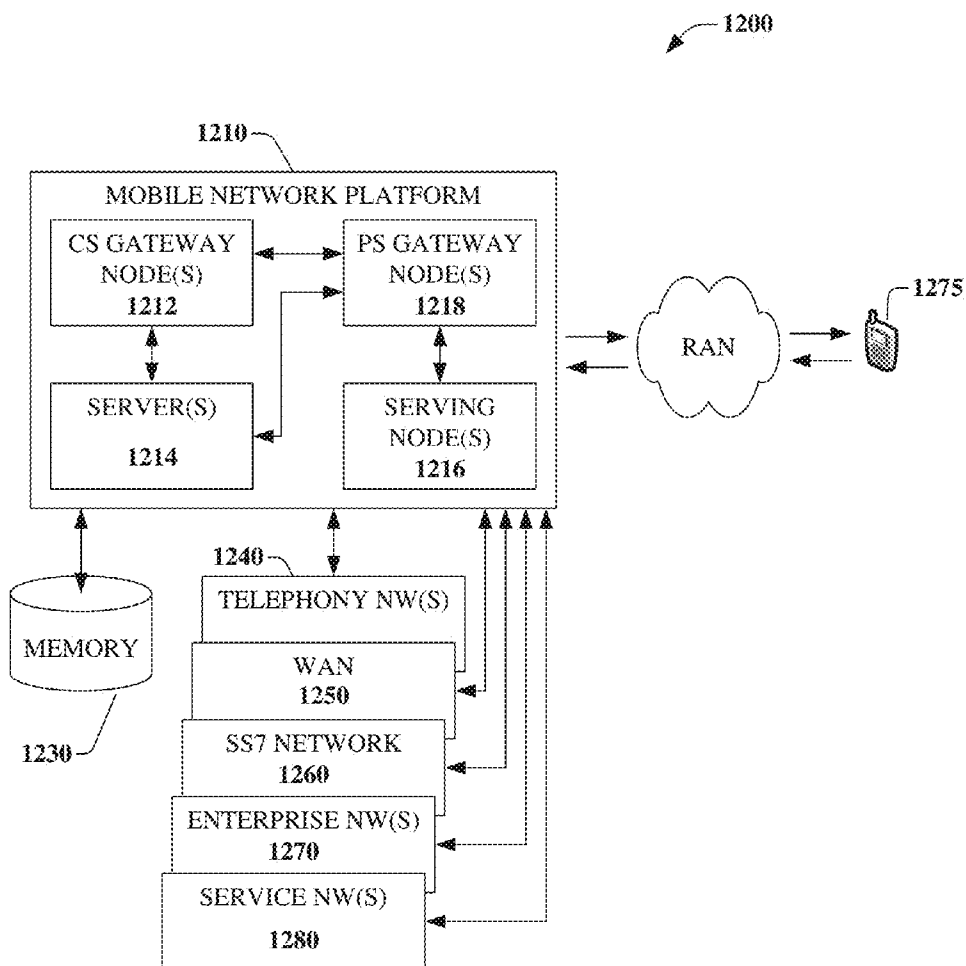 1200
1210
MOBILE NETWORK PLATFORM
CS GATEWAY
NODE(S)
1212
PS GATEWAY
NODE(S)
1218
SERVER(S)
1214
SERVING
NODE(S)
1216
RAN
1275
MEMORY
1230
1240
TELEPHONY NW(S)
WAN
1250
SS7 NETWORK
1260
ENTERPRISE NW(S)
1270
SERVICE NW(S)
1280